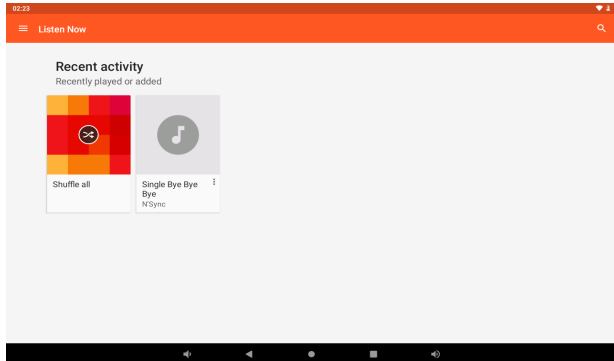 02:23
Listen Now
Recent activity
Recently played or added
Shuffle all
Single Bye Bye
Bye
N'Sync